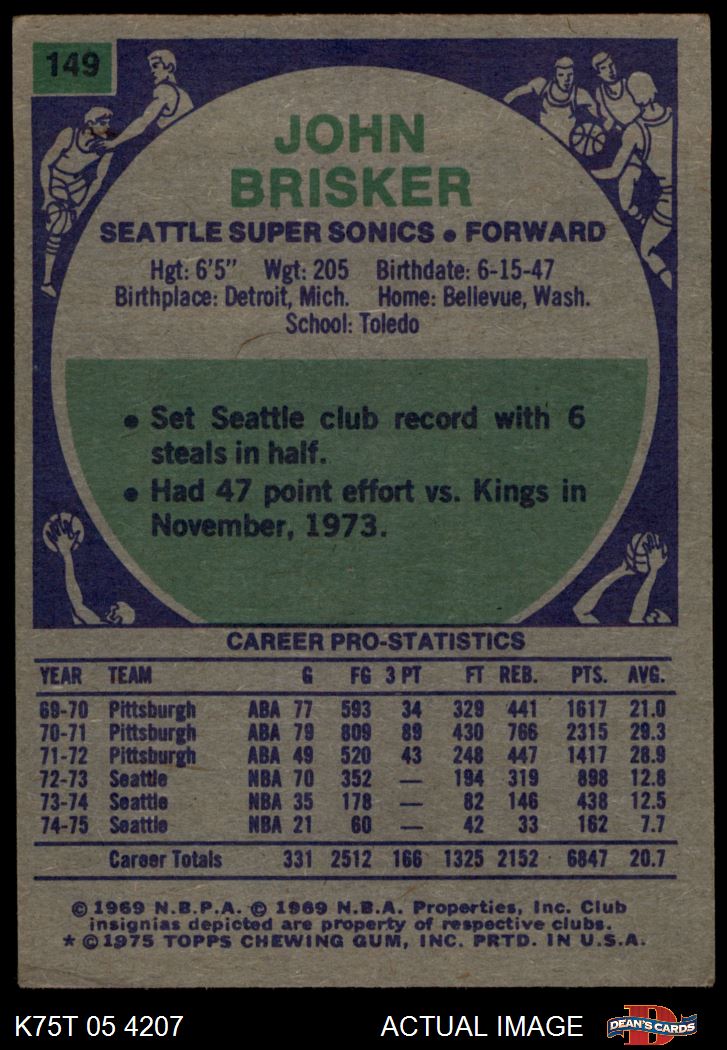 149
JOHN
BRISKER
SEATTLE SUPER SONICS • FORWARD
Hgt: 6'5" Wgt: 205 Birthdate: 6-15-47
Birthplace: Detroit, Mich. Home: Bellevue, Wash.
School: Toledo
• Set Seattle club record with 6
steals in half.
• Had 47 point effort vs. Kings in
November, 1973.
CAREER PRO-STATISTICS
YEAR TEAM G FG 3 PT FT REB. PTS. AVG.
69-70 Pittsburgh ABA 77 593 34 329 441 1617 21.0
70-71 Pittsburgh ABA 79 809 89 430 766 2315 29.3
71-72 Pittsburgh ABA 49 520 43 248 447 1417 28.9
72-73 Seattle NBA 70 352 — 194 319 898 12.8
73-74 Seattle NBA 35 178 — 82 146 438 12.5
74-75 Seattle NBA 21 60 — 42 33 162 7.7
Career Totals 331 2512 166 1325 2152 6847 20.7
© 1969 N.B.P.A. © 1969 N.B.A. Properties, Inc. Club
insignias depicted are property of respective clubs.
* © 1975 TOPPS CHEWING GUM, INC. PRTD. IN U.S.A.
K75T 05 4207 ACTUAL IMAGE DEAN'S CARDS